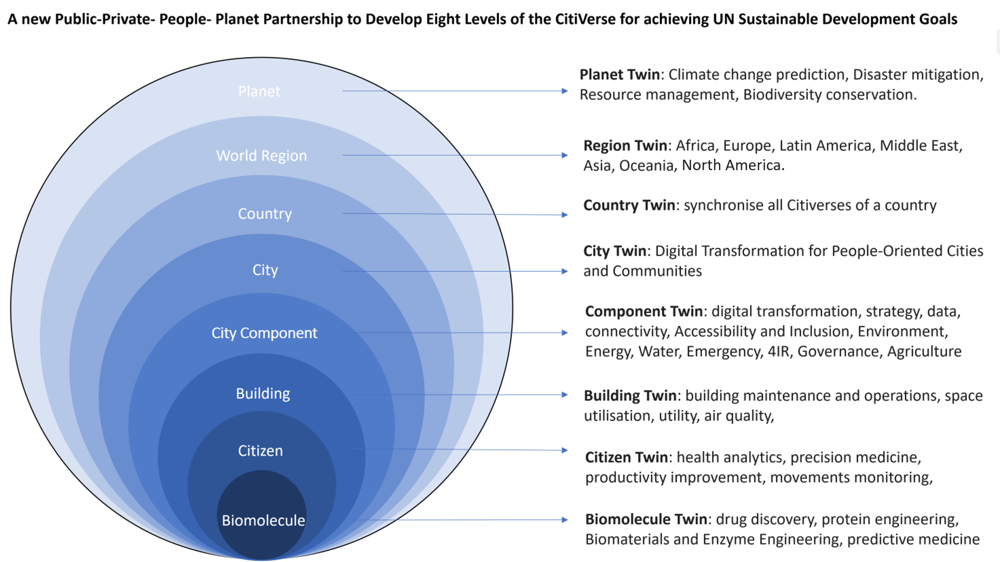 A new Public-Private- People- Planet Partnership to Develop Eight Levels of the CitiVerse for achieving UN Sustainable Development Goals
Planet
Planet Twin: Climate change prediction, Disaster mitigation,
Resource management, Biodiversity conservation.
World Region
Region Twin: Africa, Europe, Latin America, Middle East,
Asia, Oceania, North America.
Country
Country Twin: synchronise all Citiverses of a country
City
City Twin: Digital Transformation for People-Oriented Cities
and Communities
City Component
Component Twin: digital transformation, strategy, data,
connectivity, Accessibility and Inclusion, Environment,
Energy, Water, Emergency, 4IR, Governance, Agriculture
Building
Building Twin: building maintenance and operations, space
utilisation, utility, air quality,
Citizen
Citizen Twin: health analytics, precision medicine,
productivity improvement, movements monitoring,
Biomolecule
Biomolecule Twin: drug discovery, protein engineering,
Biomaterials and Enzyme Engineering, predictive medicine